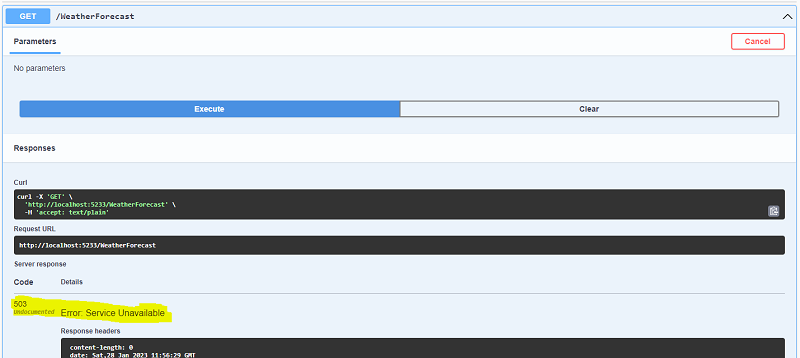 GET /WeatherForecast
Parameters
Cancel
No parameters
Execute
Clear
Responses
Curl
curl -X 'GET' \
'http://localhost:5233/WeatherForecast' \
-H 'accept: text/plain'
Request URL
http://localhost:5233/WeatherForecast
Server response
Code Details
503
Undocumented
Error: Service Unavailable
Response headers
content-length: 0
date: Sat,28 Jan 2023 11:56:29 GMT